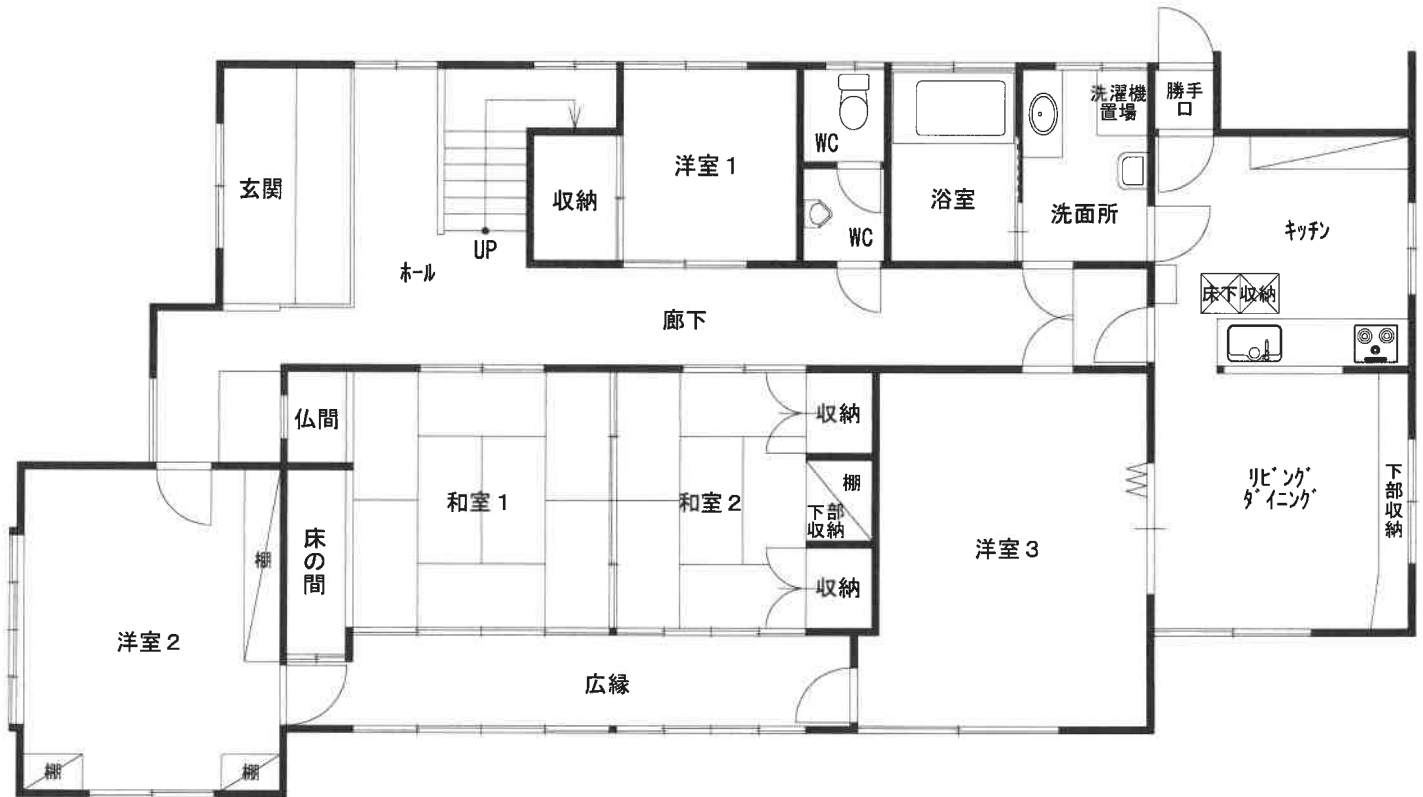 玄関
ホール
UP
収納
洋室1
WC
WC
浴室
洗面所
洗濯機
置場
勝手
口
キッチン
床下収納
廊下
仏間
床の間
和室1
和室2
収納
棚
下部
収納
収納
洋室3
リビング
ダイニング
下部収納
洋室2
棚
棚
棚
広縁